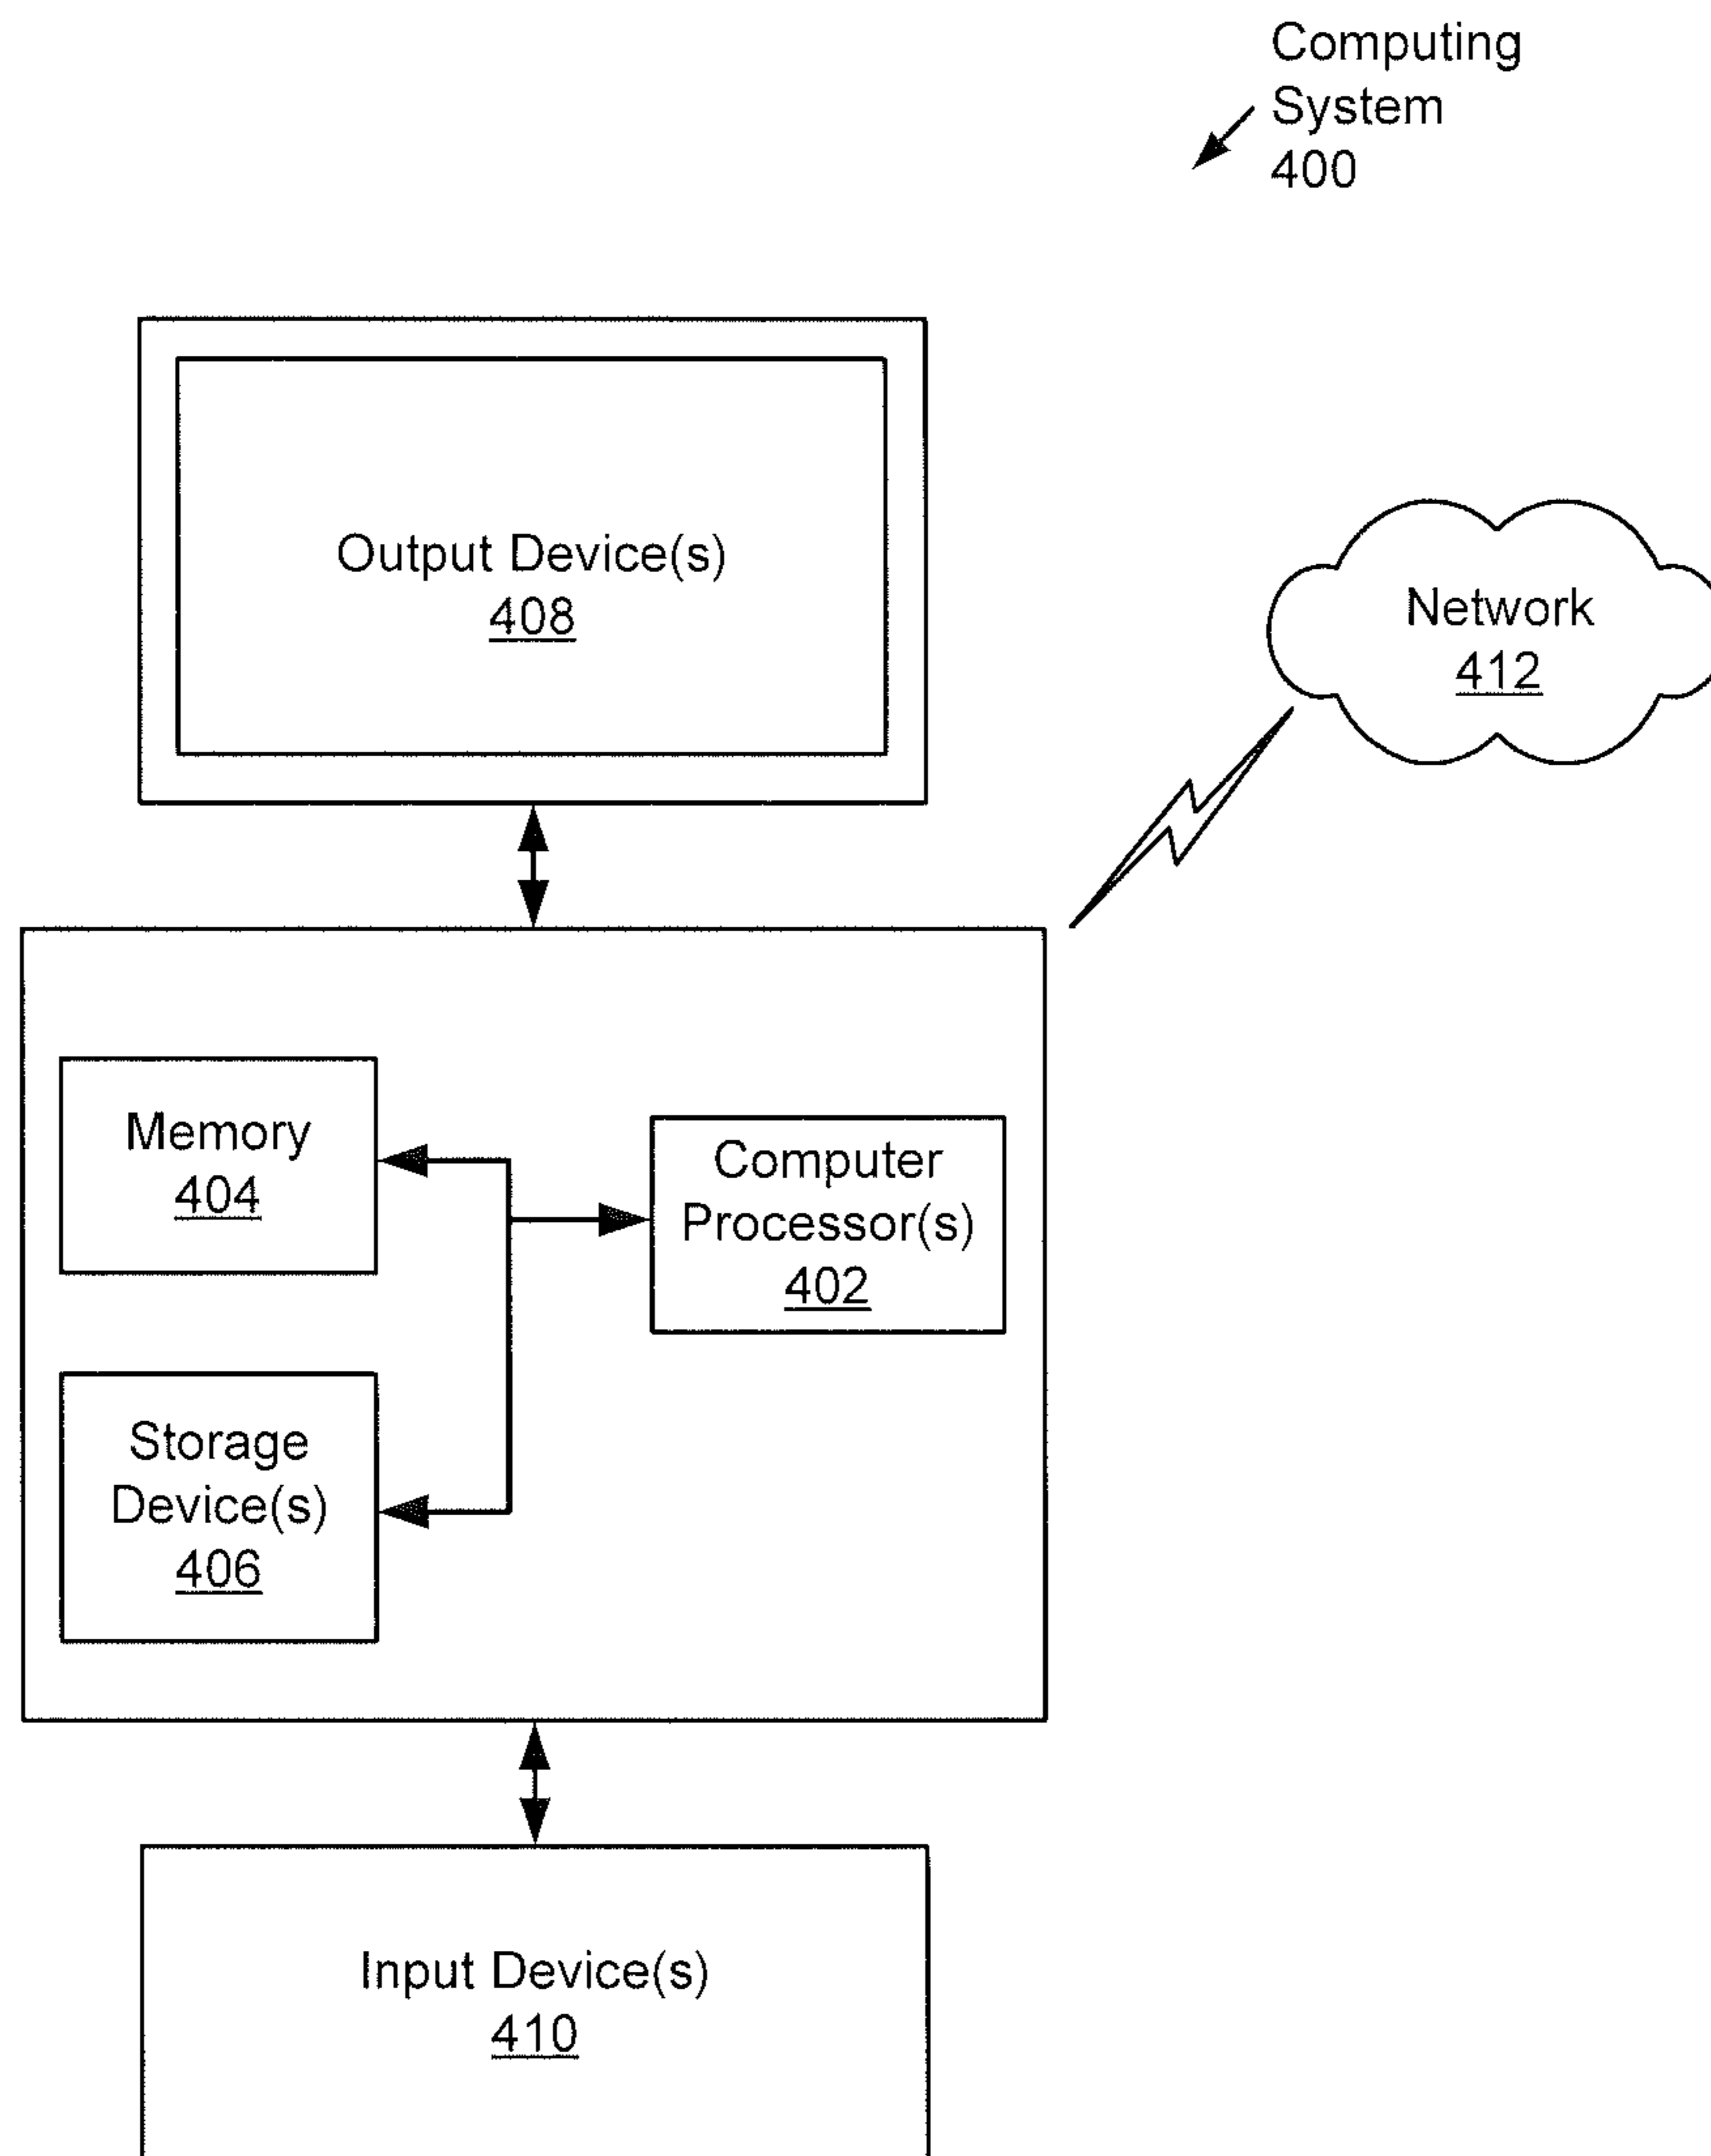 Computing
System
400
Output Device(s)
408
Network
412
Memory
404
Computer
Processor(s)
402
Storage
Device(s)
406
Input Device(s)
410